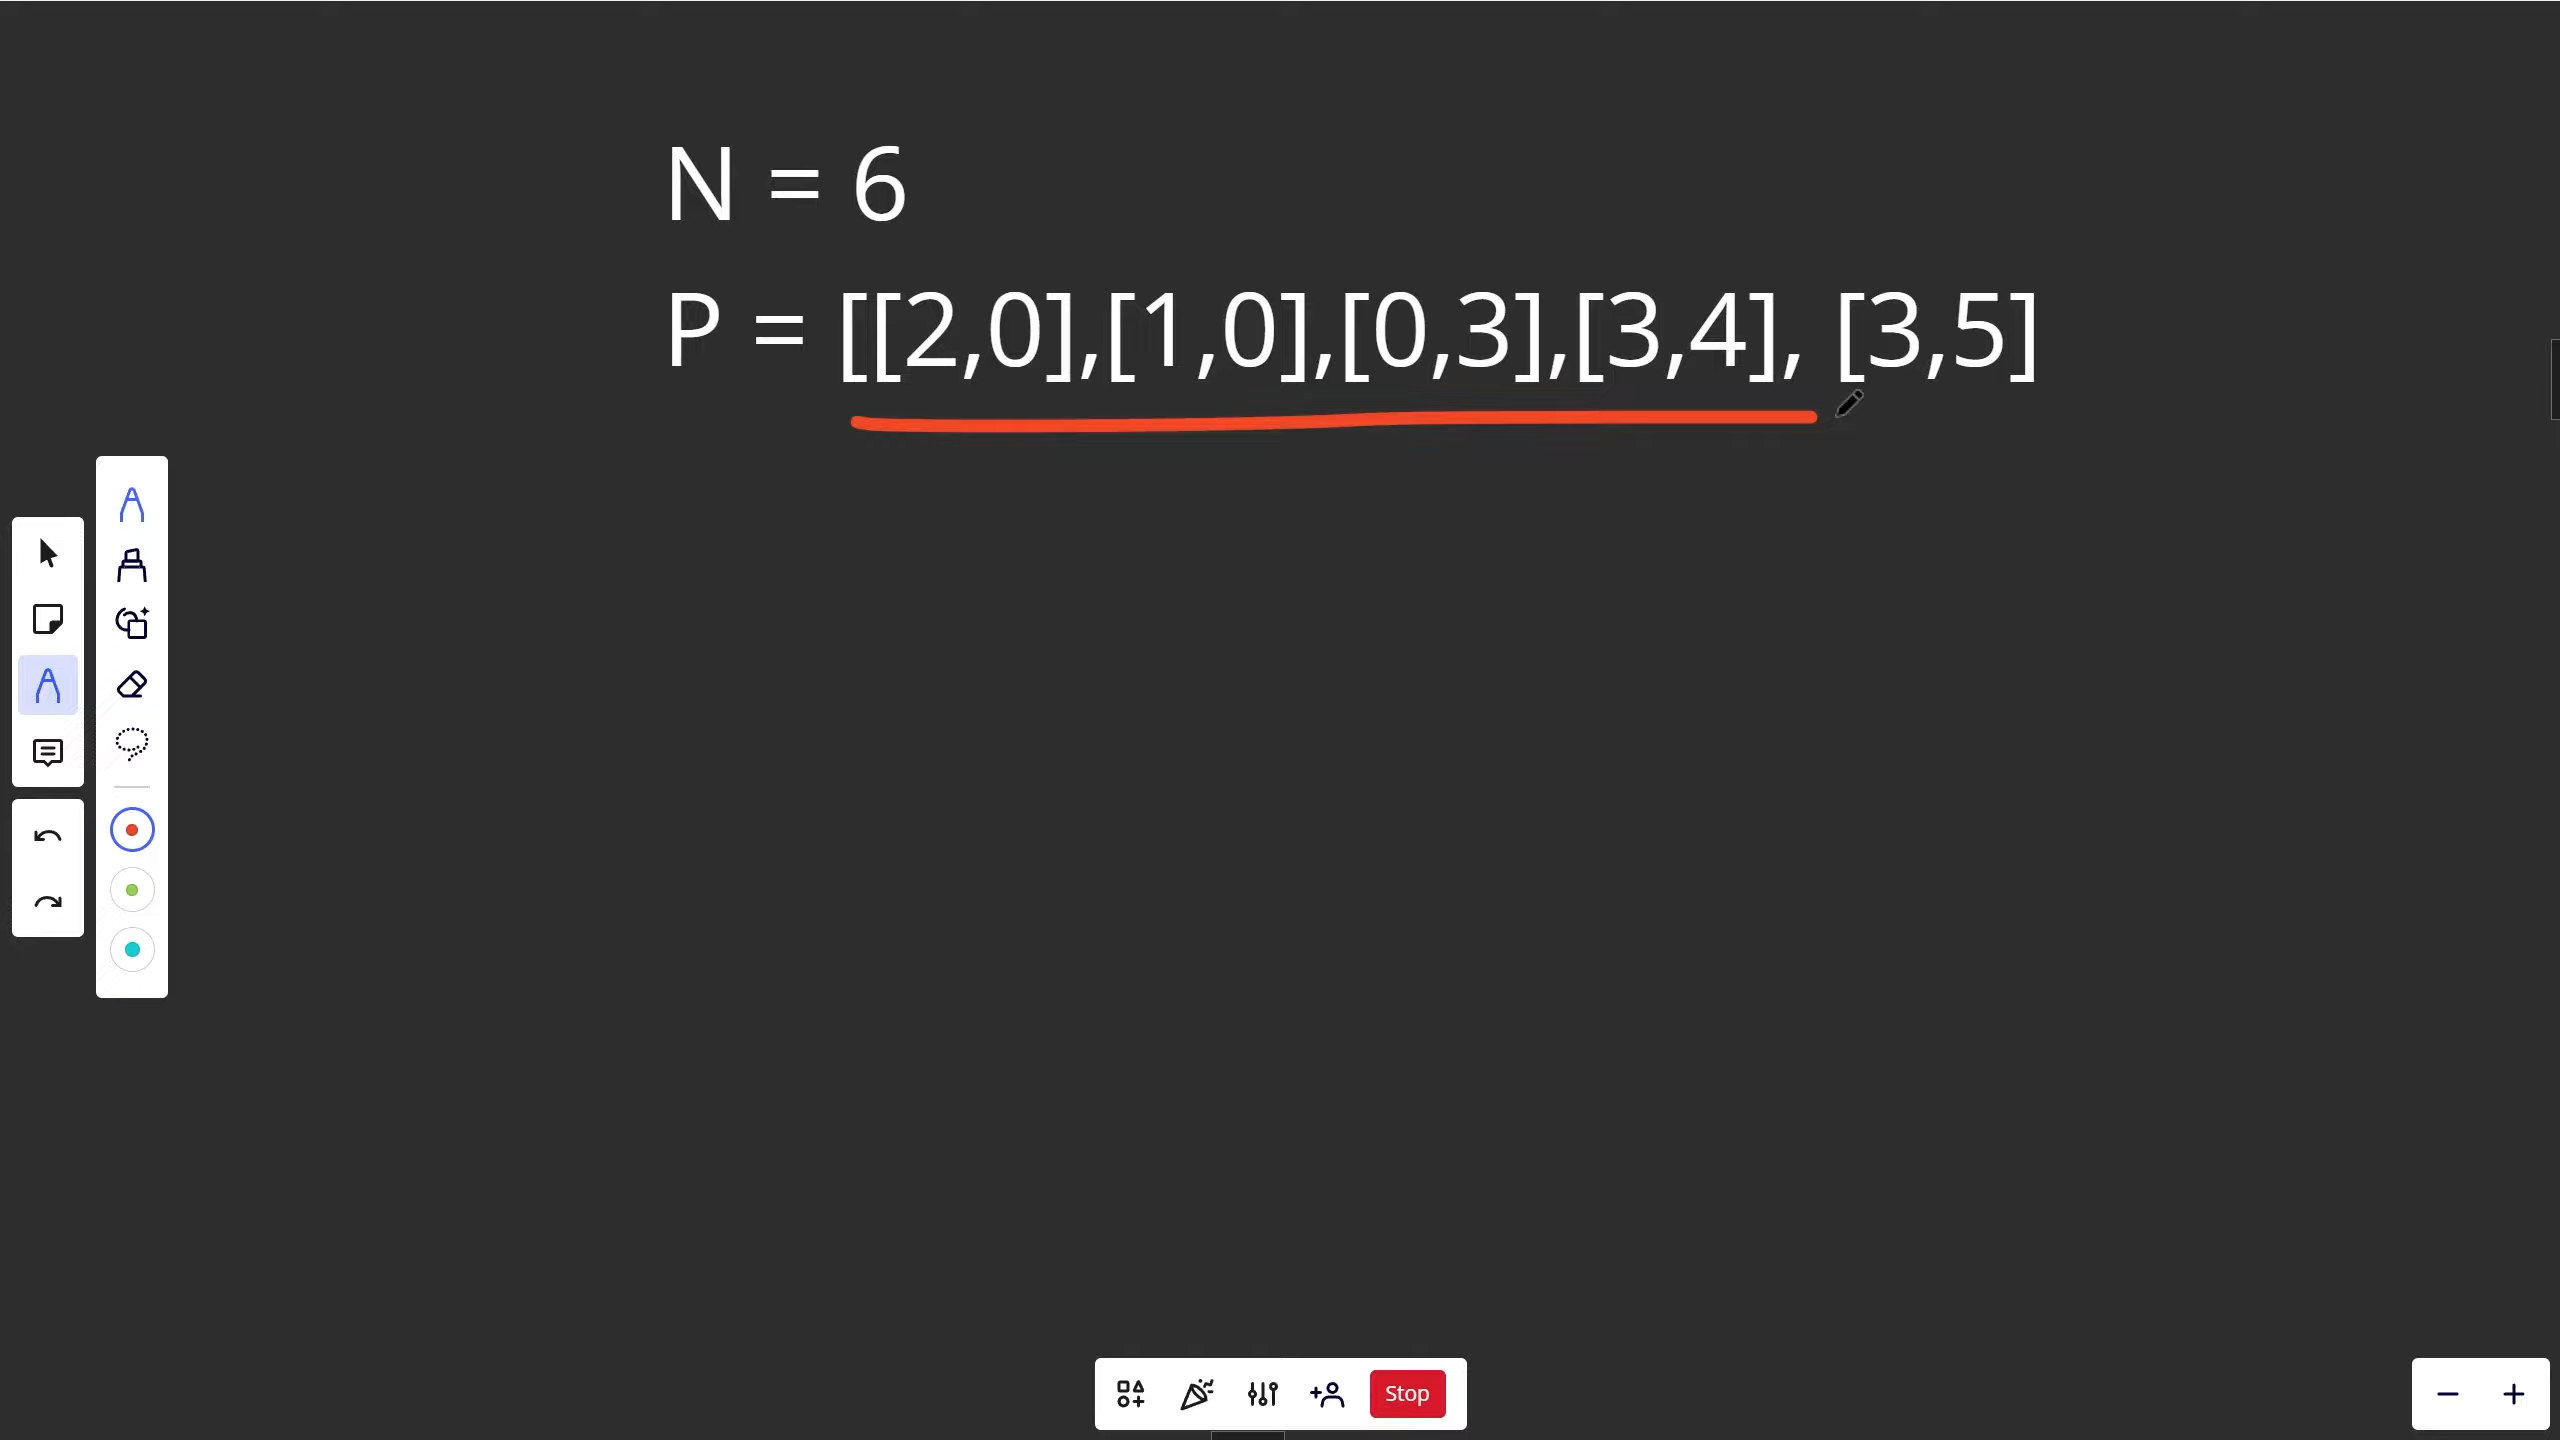 N = 6
P = [[2,0],[1,0],[0,3],[3,4], [3,5]
Stop